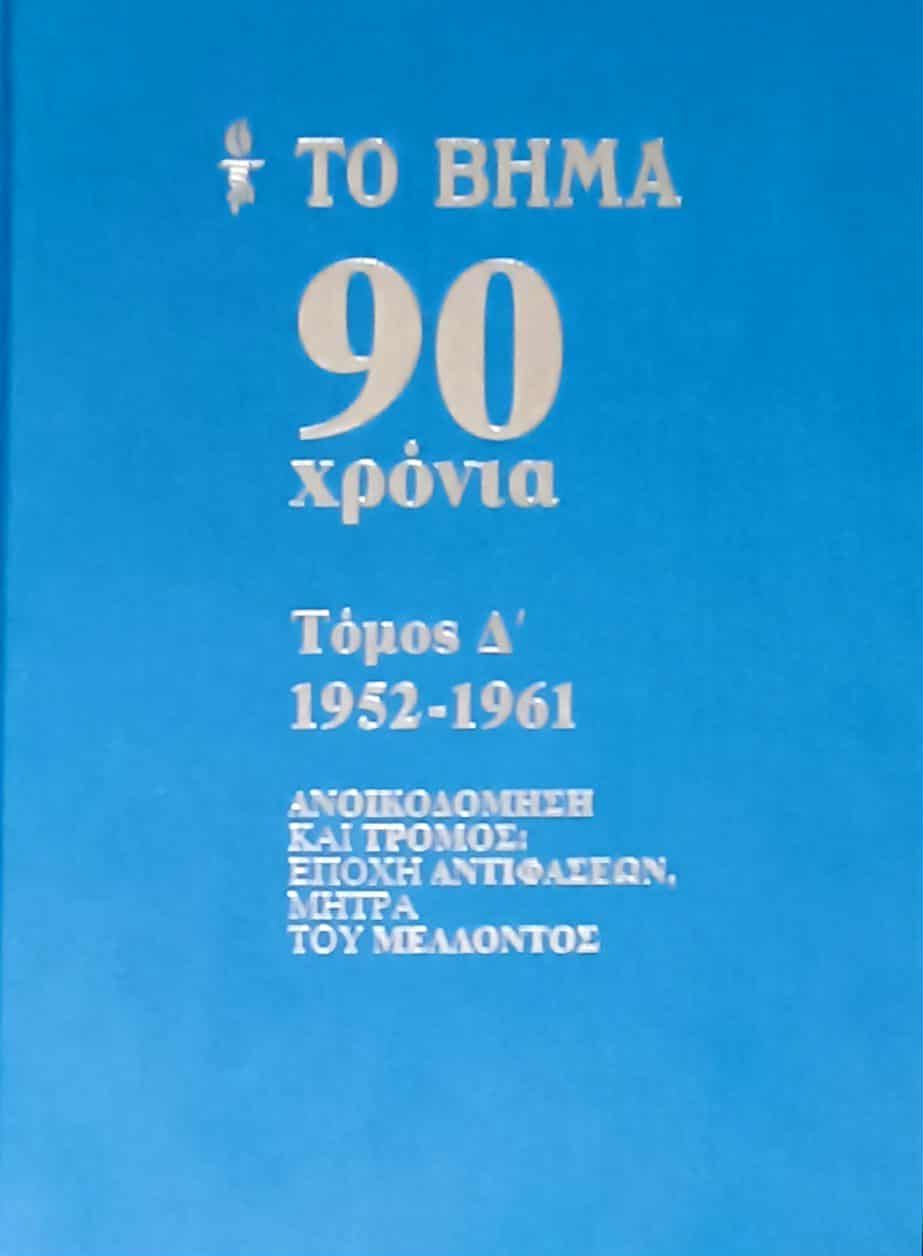 ΤΟ ΒΗΜΑ
90
χρόνια
Τόμος Δ΄
1952-1961
ΑΝΟΙΚΟΔΟΜΗΣΗ
ΚΑΙ ΤΡΟΜΟΣ:
ΕΠΟΧΗ ΑΝΤΙΦΑΣΕΩΝ,
ΜΗΤΡΑ
ΤΟΥ ΜΕΛΛΟΝΤΟΣ